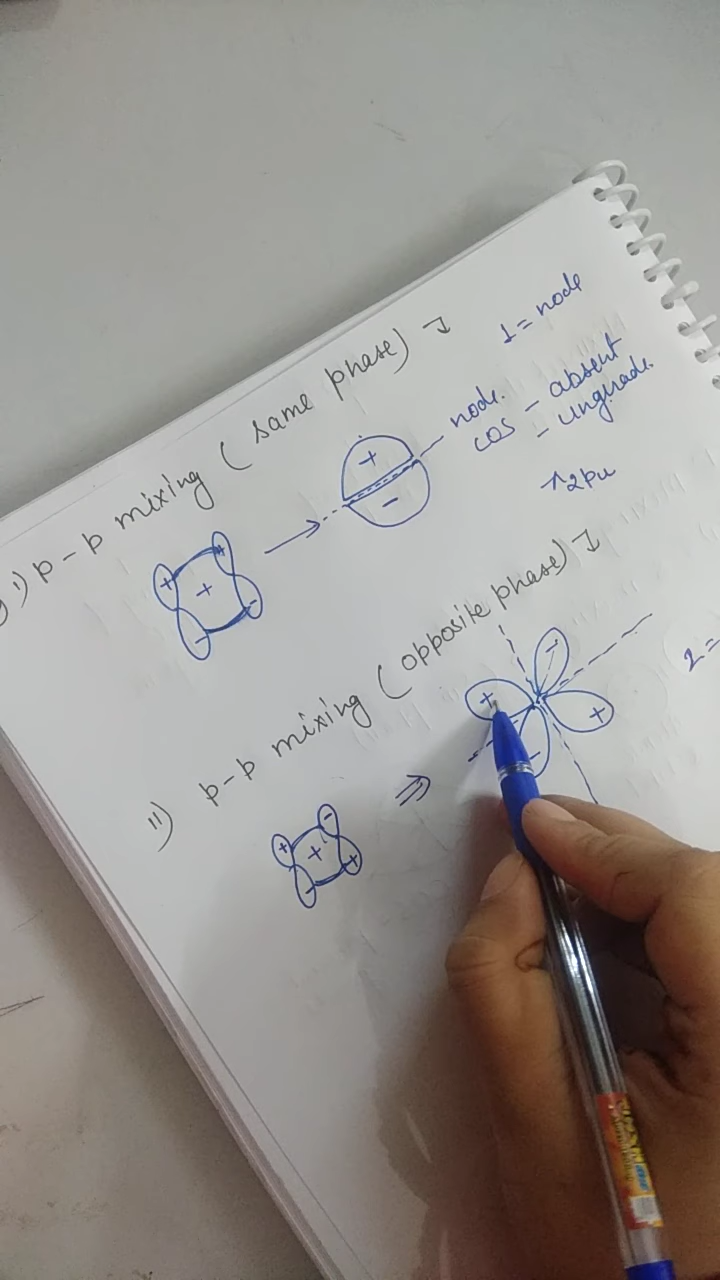 i) p-p mixing (same phase) ↴
1 = node
node.
cos - absent
- ungrade.
π2pu
+
-
+ +
+
- -
ii) p-p mixing (opposite phase) ↴
2 =
-
+
+
-
+ -
+
- +